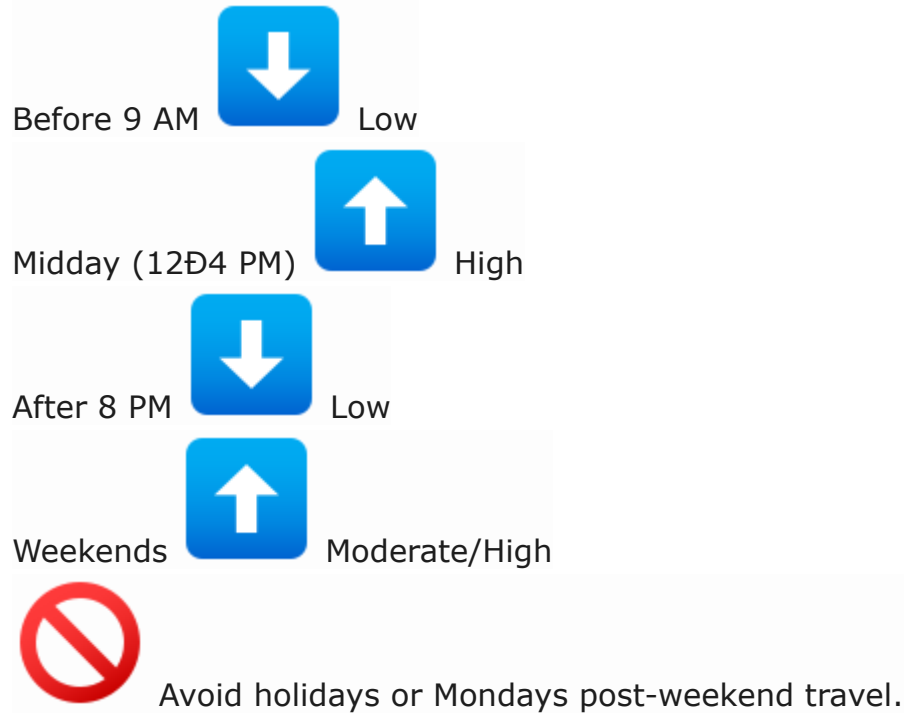 Before 9 AM ⬇️ Low
Midday (12Ð4 PM) ⬆️ High
After 8 PM ⬇️ Low
Weekends ⬆️ Moderate/High
🚫 Avoid holidays or Mondays post-weekend travel.